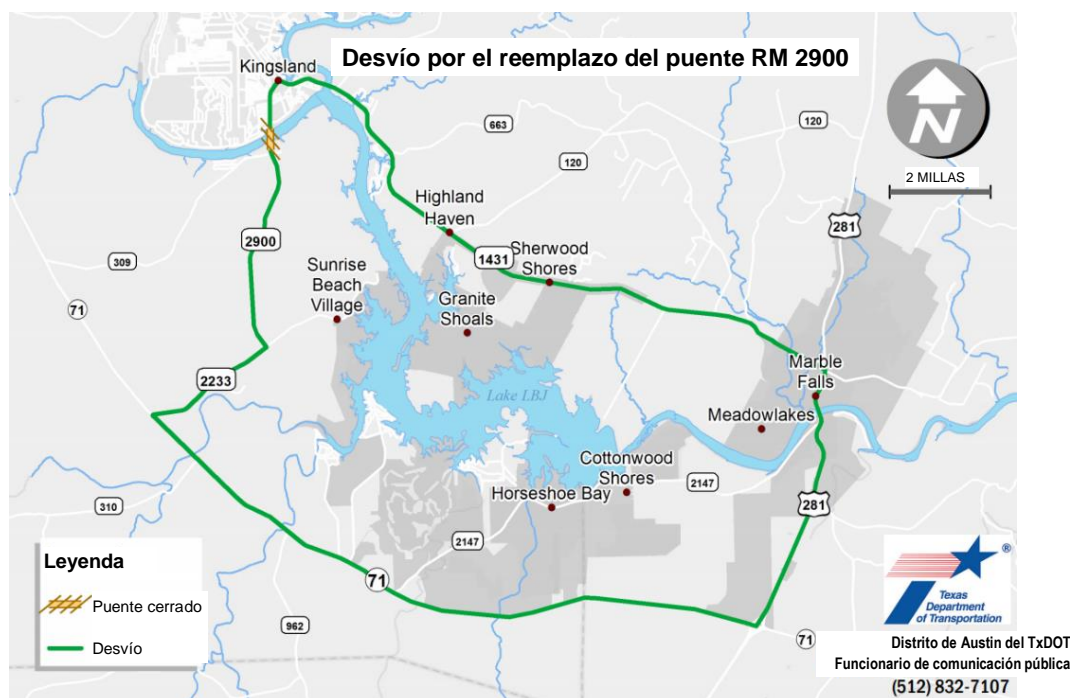 Desvío por el reemplazo del puente RM 2900
Kingsland
663
120
120
N
2 MILLAS
Highland
Haven
281
2900
309
1431
Sherwood
Shores
Sunrise
Beach
Village
Granite
Shoals
71
2233
Marble
Falls
Lake LBJ
Meadowlakes
Cottonwood
Shores
2147
Horseshoe Bay
281
310
2147
Leyenda
71
Puente cerrado
962
Desvío
71
®
Texas
Department
of Transportation
Distrito de Austin del TxDOT
Funcionario de comunicación pública
(512) 832-7107